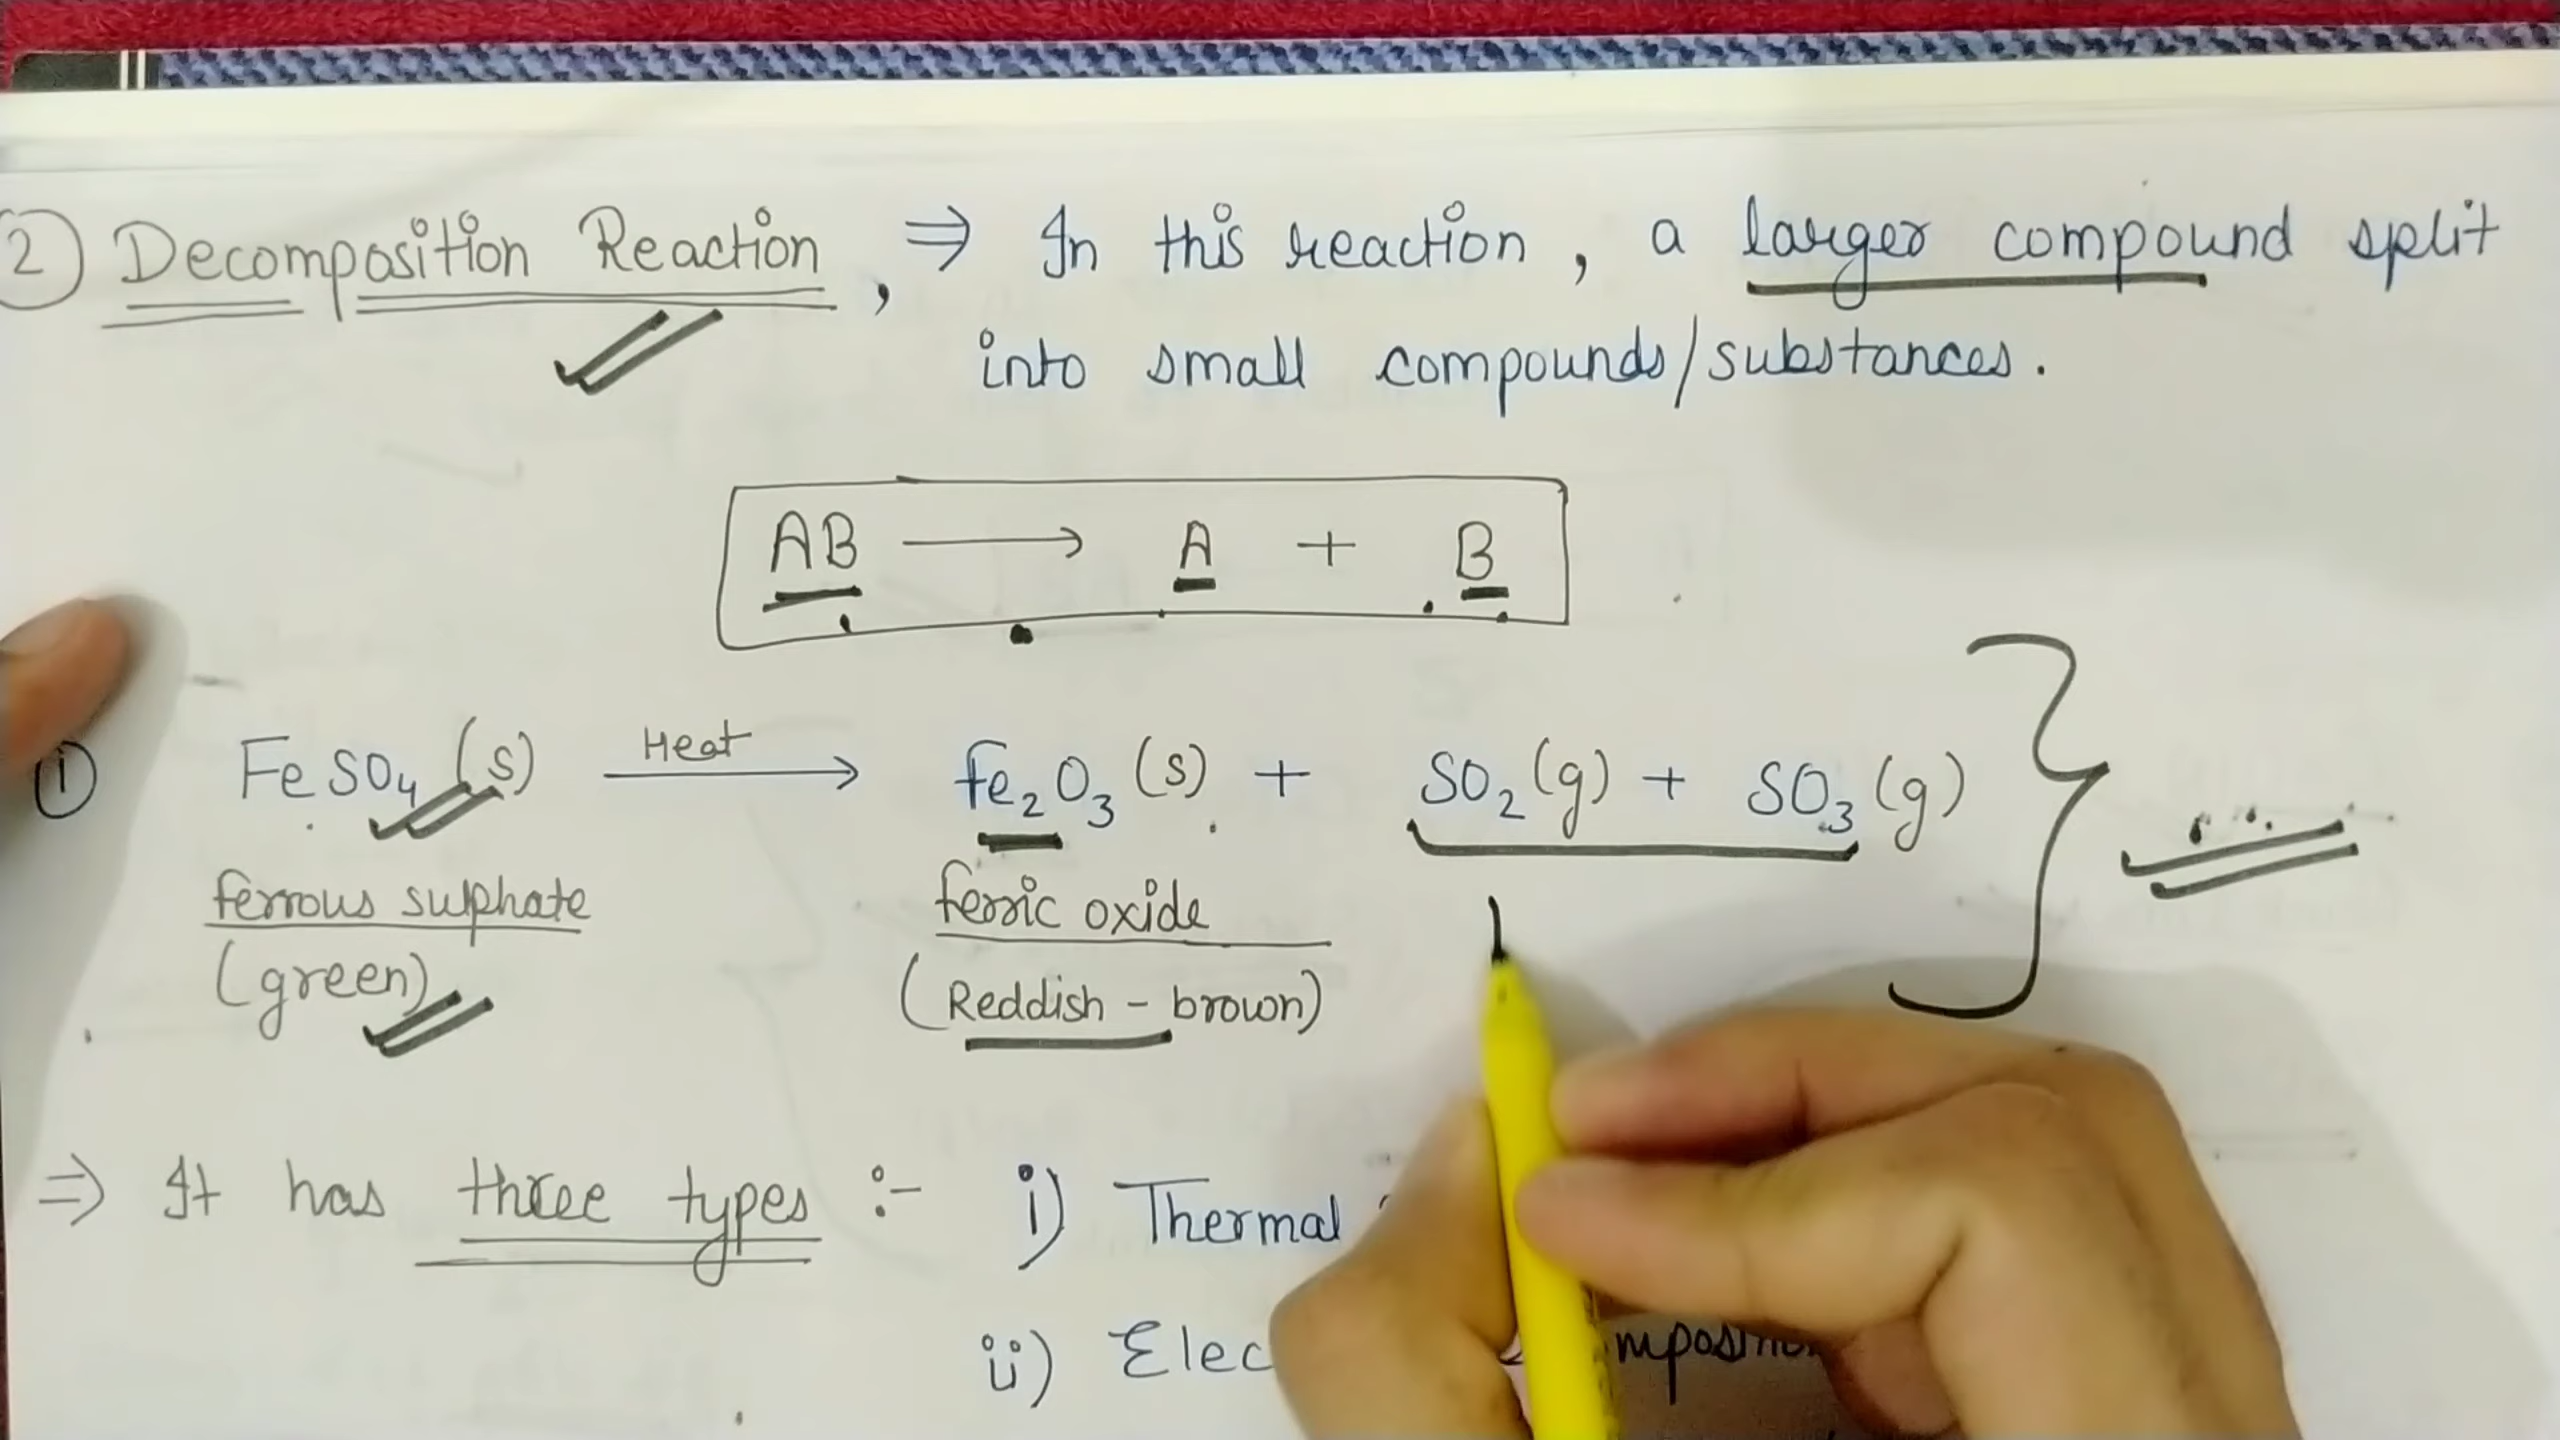 2 Decomposition Reaction, ⇒ In this reaction, a larger compound split
into small compounds/substances.
AB ⟶ A + B
i FeSO₄(s) Heat ⟶ Fe₂O₃(s) + SO₂(g) + SO₃(g)
ferrous sulphate ferric oxide
(green) (Reddish-brown)
⇒ It has three types :- i) Thermal
ii)